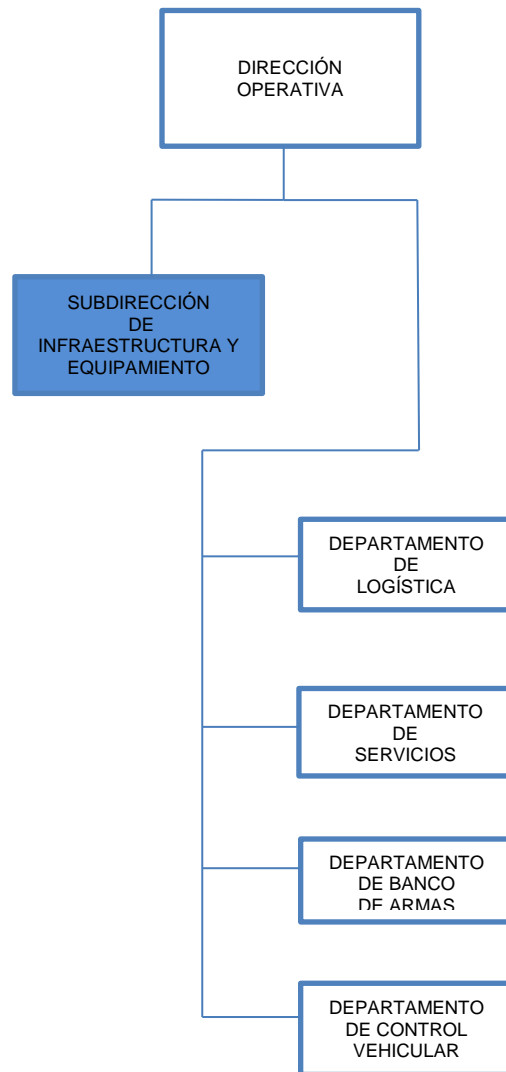 DIRECCIÓN
OPERATIVA
SUBDIRECCIÓN
DE
INFRAESTRUCTURA Y
EQUIPAMIENTO
DEPARTAMENTO
DE
LOGÍSTICA
DEPARTAMENTO
DE
SERVICIOS
DEPARTAMENTO
DE BANCO
DE ARMAS
DEPARTAMENTO
DE CONTROL
VEHICULAR